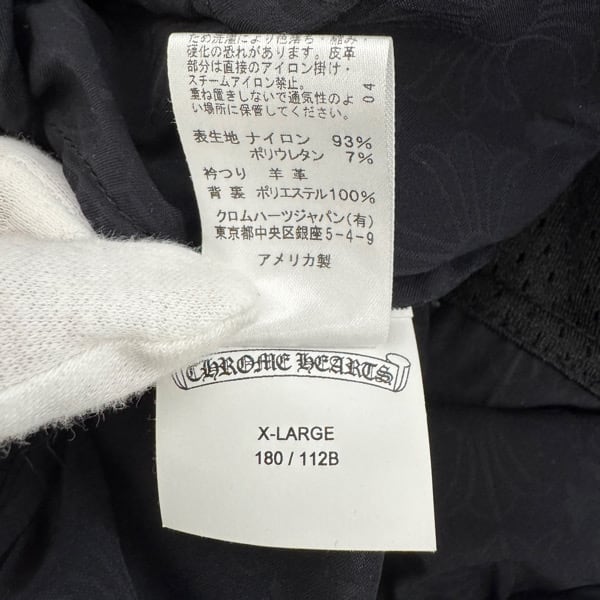 ため洗濯により色落ち・縮み
硬化の恐れがあります。皮革
部分は直接のアイロン掛け・
スチームアイロン禁止。
重ね置きしないで通気性のよ
い場所に保管してください。
04
表生地 ナイロン 93%
ポリウレタン 7%
衿つり 羊革
背裏 ポリエステル100%
クロムハーツジャパン(有)
東京都中央区銀座5-4-9
アメリカ製
CHROME HEARTS
X-LARGE
180 / 112B